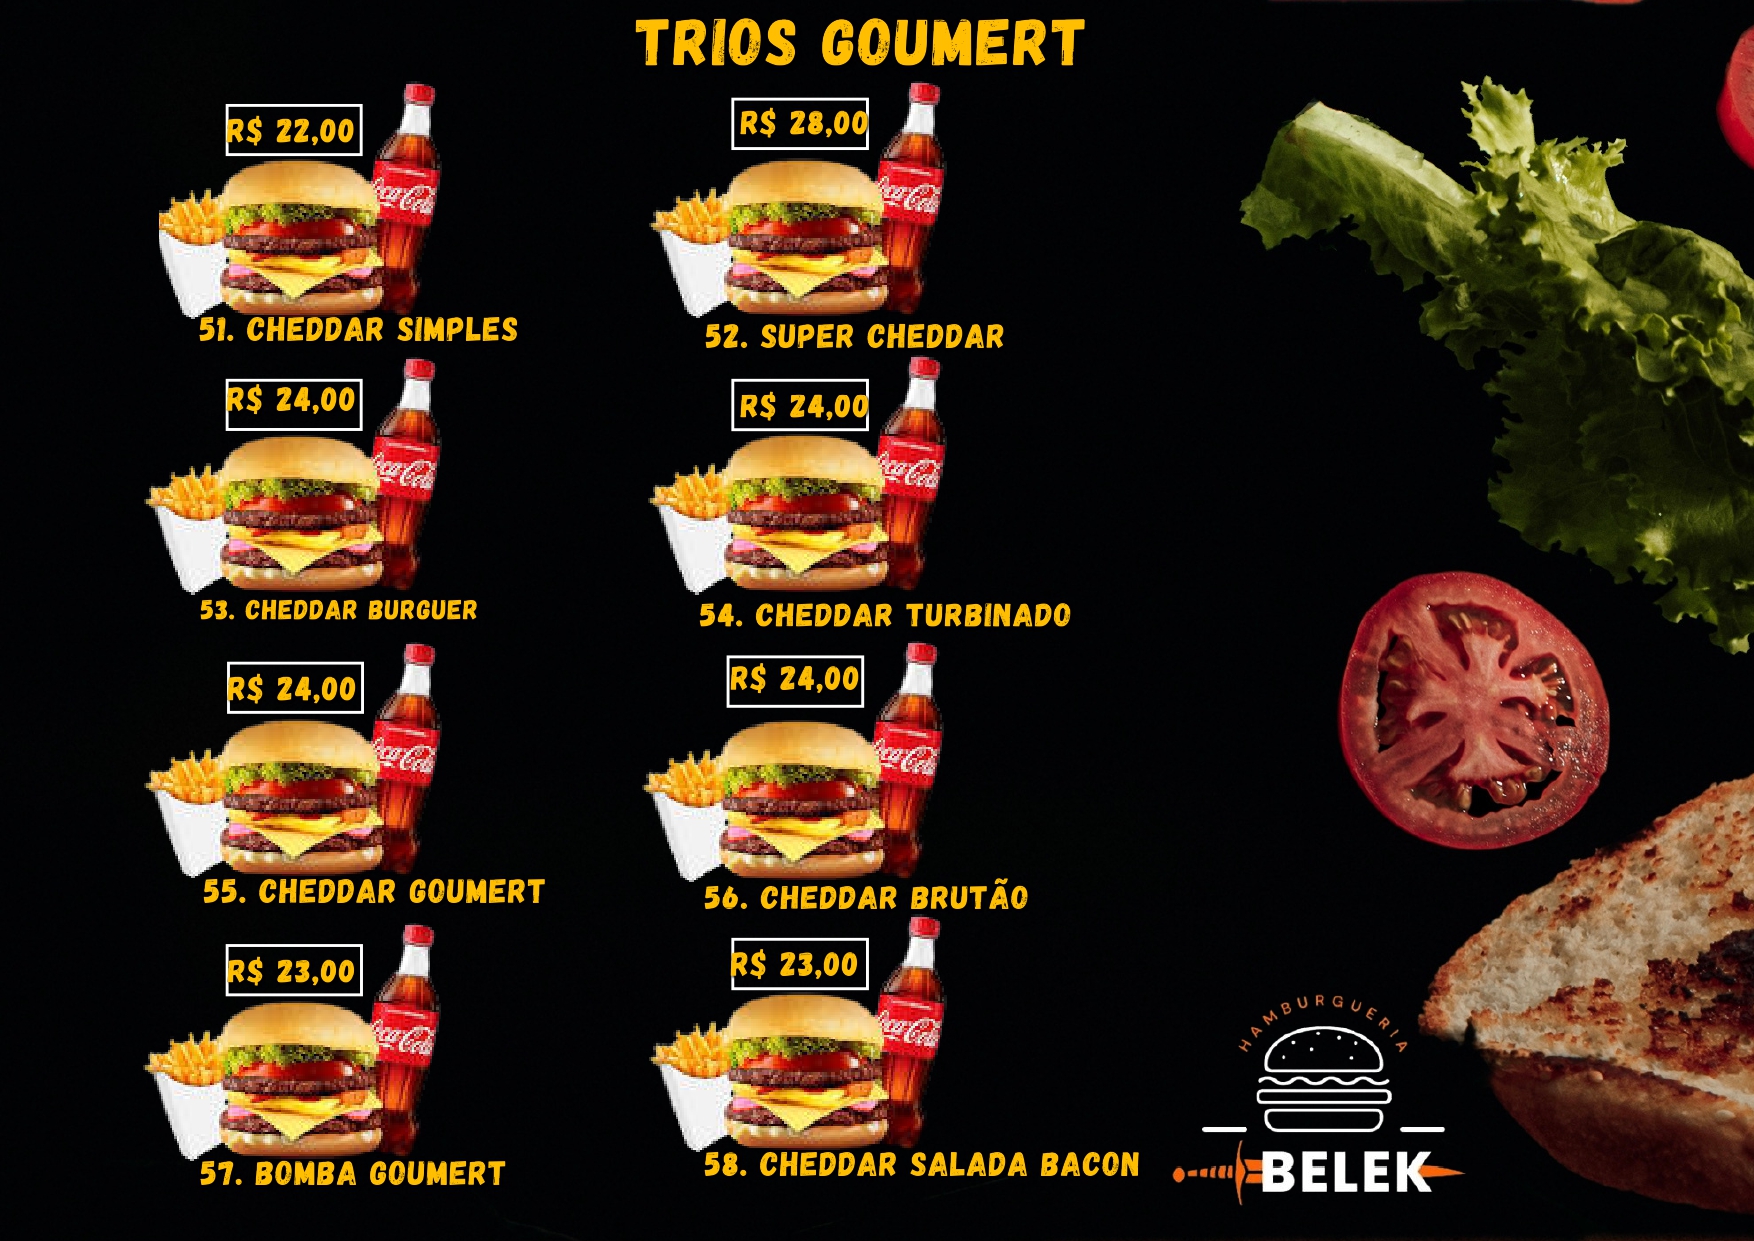 TRIOS GOUMERT
R$ 22,00
51. CHEDDAR SIMPLES
R$ 28,00
52. SUPER CHEDDAR
R$ 24,00
53. CHEDDAR BURGUER
R$ 24,00
54. CHEDDAR TURBINADO
R$ 24,00
55. CHEDDAR GOUMERT
R$ 24,00
56. CHEDDAR BRUTÃO
R$ 23,00
57. BOMBA GOUMERT
R$ 23,00
58. CHEDDAR SALADA BACON
HAMBURGUERIA
BELEK